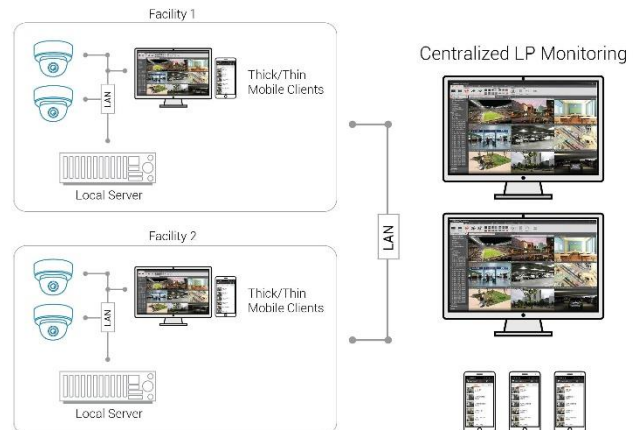 Facility 1
LAN
Thick/Thin
Mobile Clients
Local Server
Facility 2
LAN
Thick/Thin
Mobile Clients
Local Server
LAN
Centralized LP Monitoring